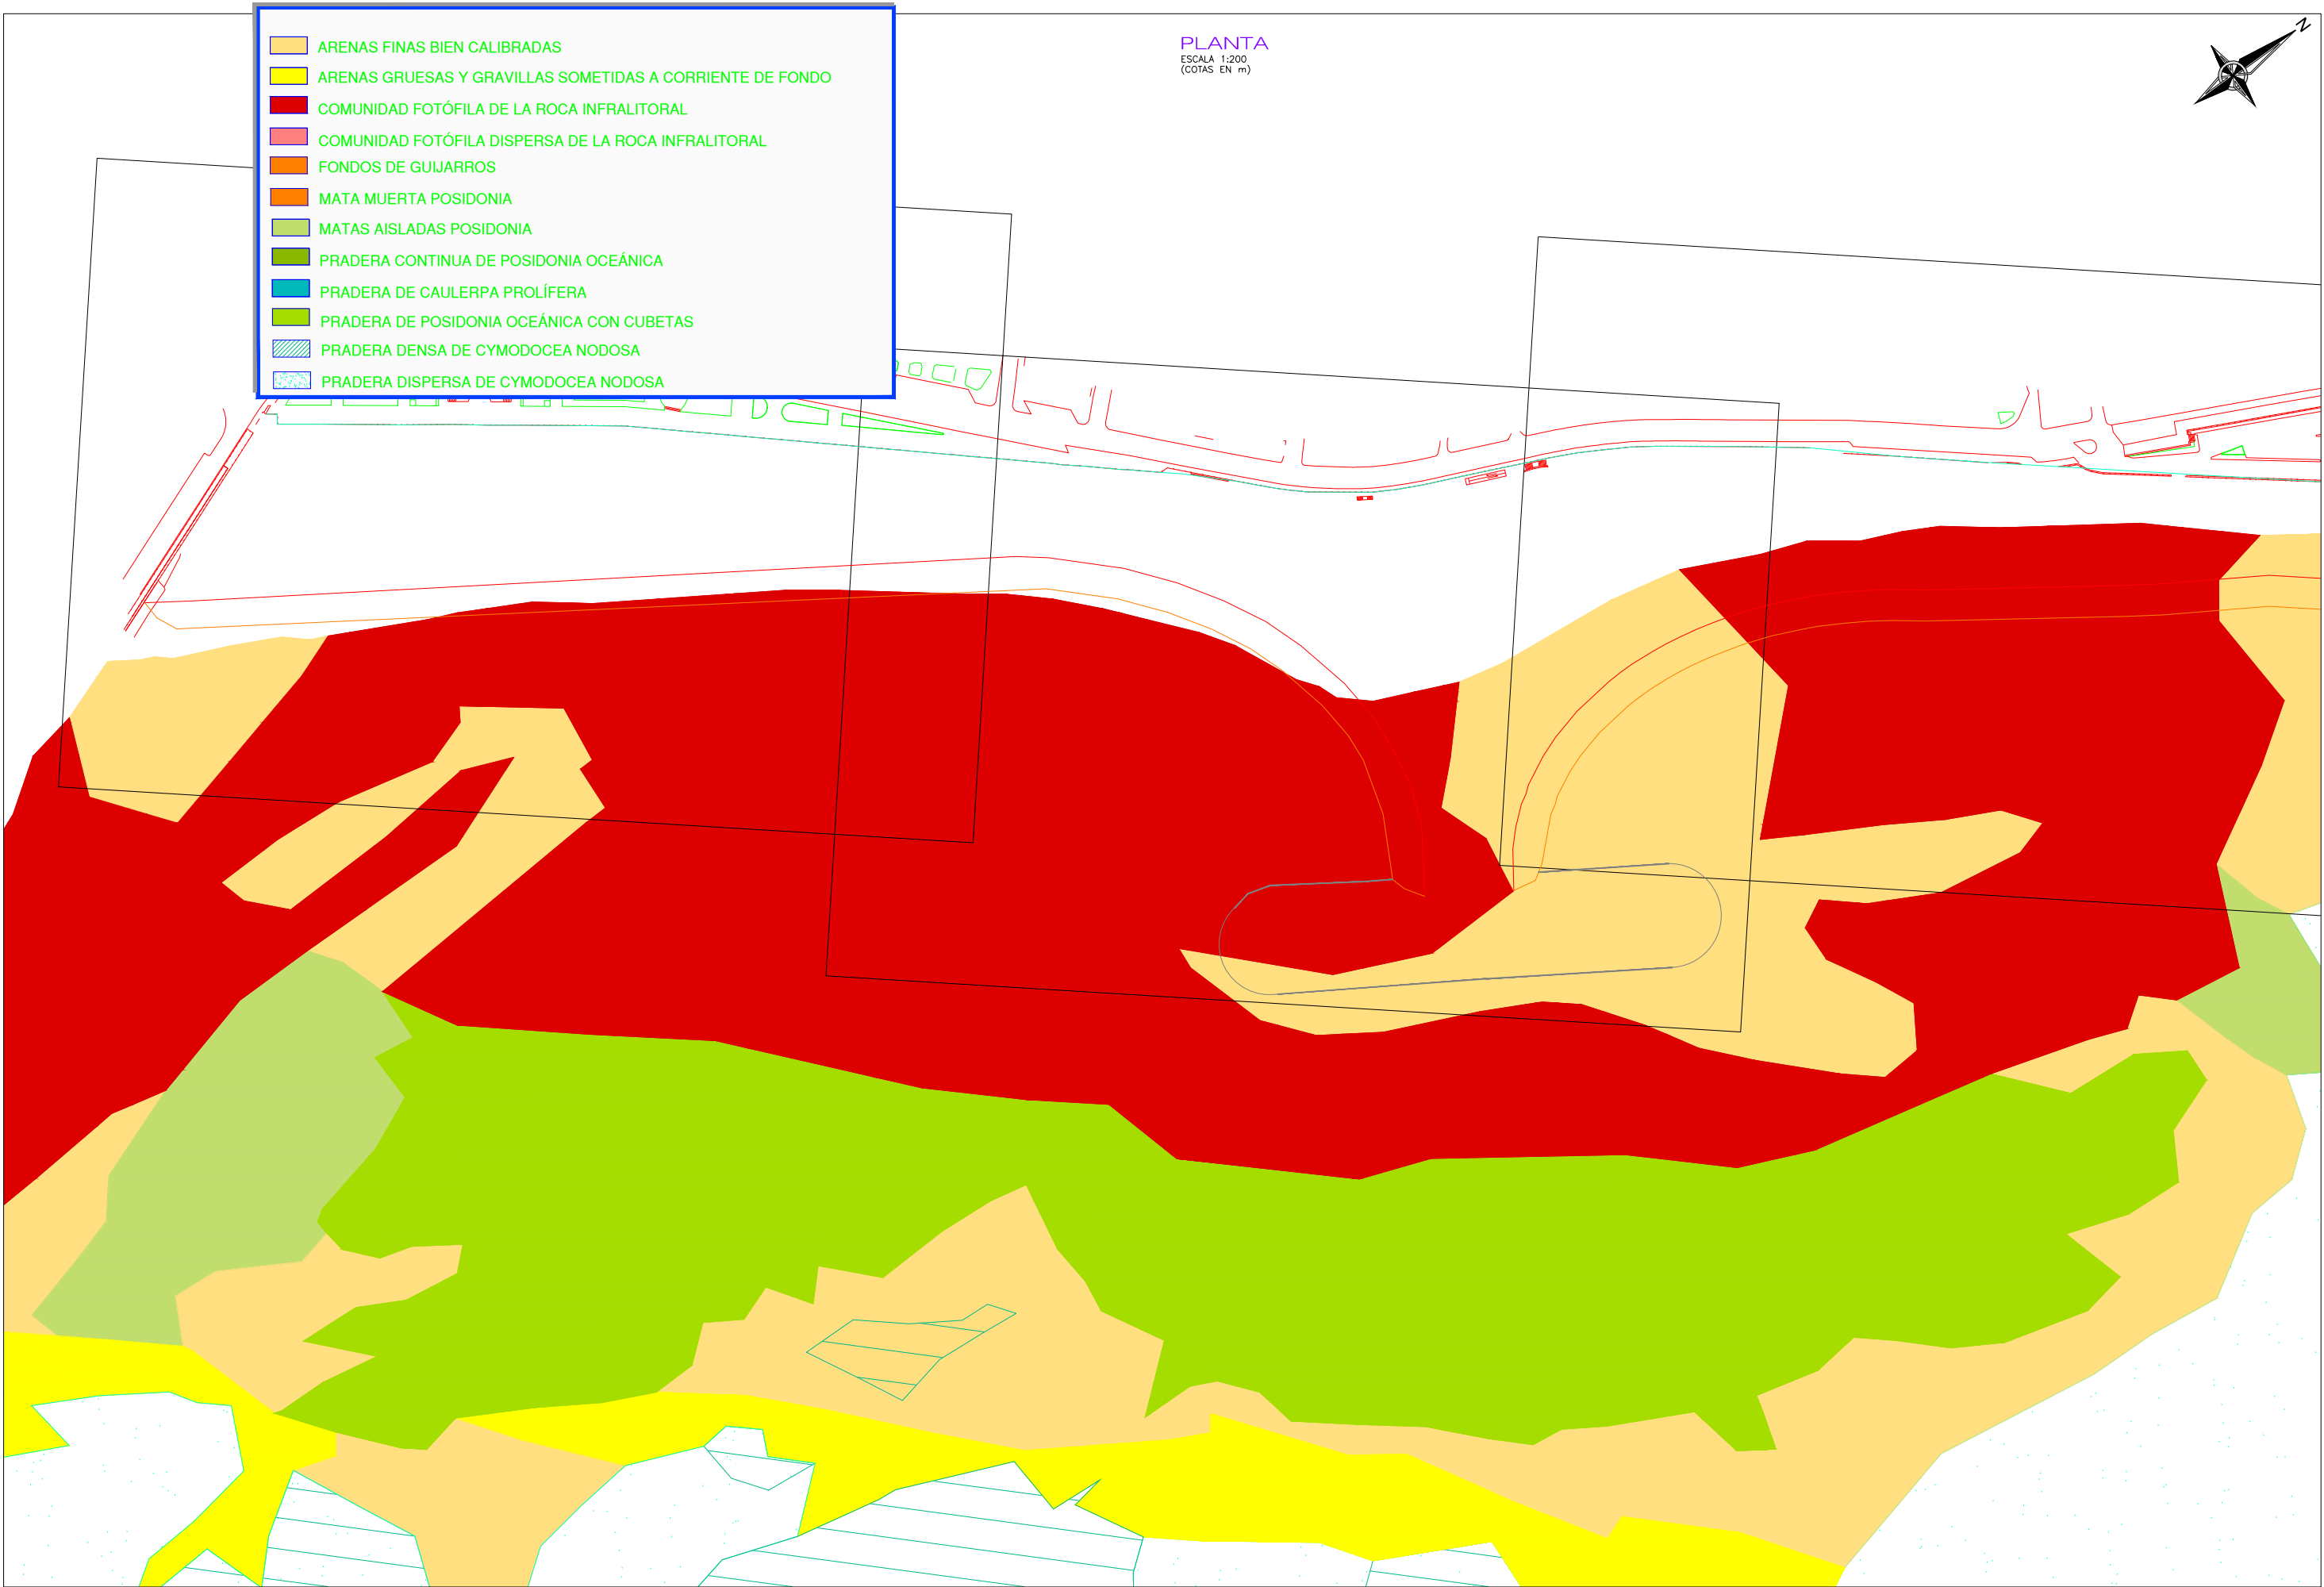 ARENAS FINAS BIEN CALIBRADAS
ARENAS GRUESAS Y GRAVILLAS SOMETIDAS A CORRIENTE DE FONDO
COMUNIDAD FOTÓFILA DE LA ROCA INFRALITORAL
COMUNIDAD FOTÓFILA DISPERSA DE LA ROCA INFRALITORAL
FONDOS DE GUIJARROS
MATA MUERTA POSIDONIA
MATAS AISLADAS POSIDONIA
PRADERA CONTINUA DE POSIDONIA OCEÁNICA
PRADERA DE CAULERPA PROLÍFERA
PRADERA DE POSIDONIA OCEÁNICA CON CUBETAS
PRADERA DENSA DE CYMODOCEA NODOSA
PRADERA DISPERSA DE CYMODOCEA NODOSA
PLANTA
ESCALA 1:200
(COTAS EN m)
N